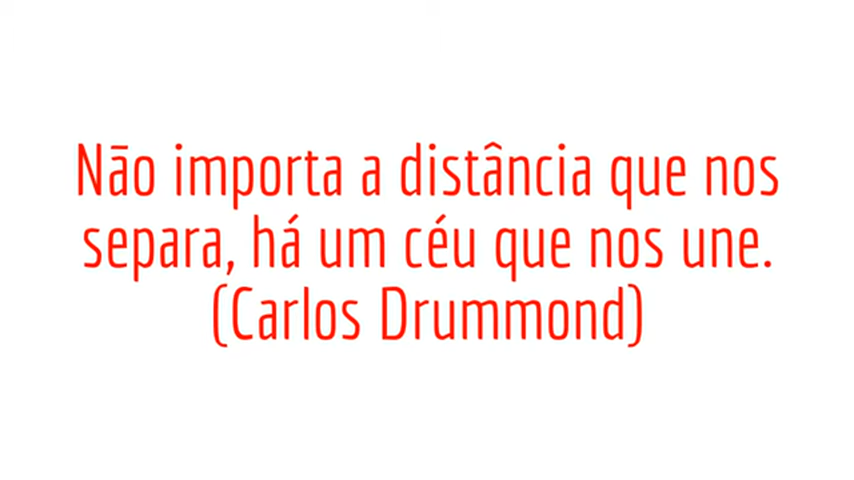 Não importa a distância que nos
separa, há um céu que nos une.
(Carlos Drummond)